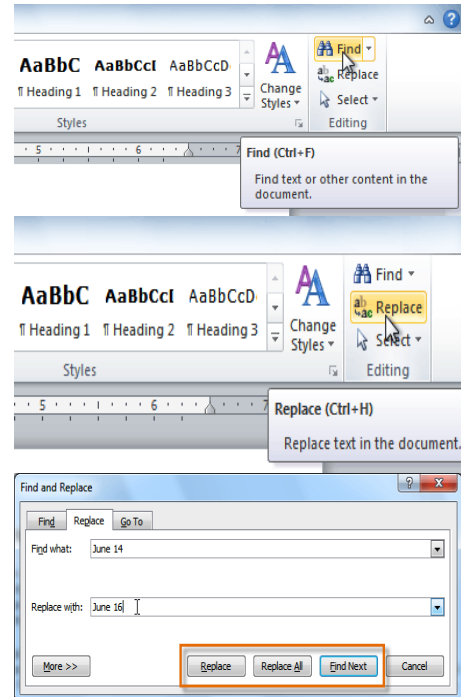 Find
AaBbC AaBbCcI AaBbCcD
Replace
¶ Heading 1 ¶ Heading 2 ¶ Heading 3
Change
Styles
Select
Styles
Editing
5 6 7
Find (Ctrl+F)
Find text or other content in the
document.
Find
AaBbC AaBbCcI AaBbCcD
Replace
¶ Heading 1 ¶ Heading 2 ¶ Heading 3
Change
Styles
Select
Styles
Editing
5 6 7
Replace (Ctrl+H)
Replace text in the document.
Find and Replace
Find Replace Go To
Find what: June 14
Replace with: June 16
More >> Replace Replace All Find Next Cancel